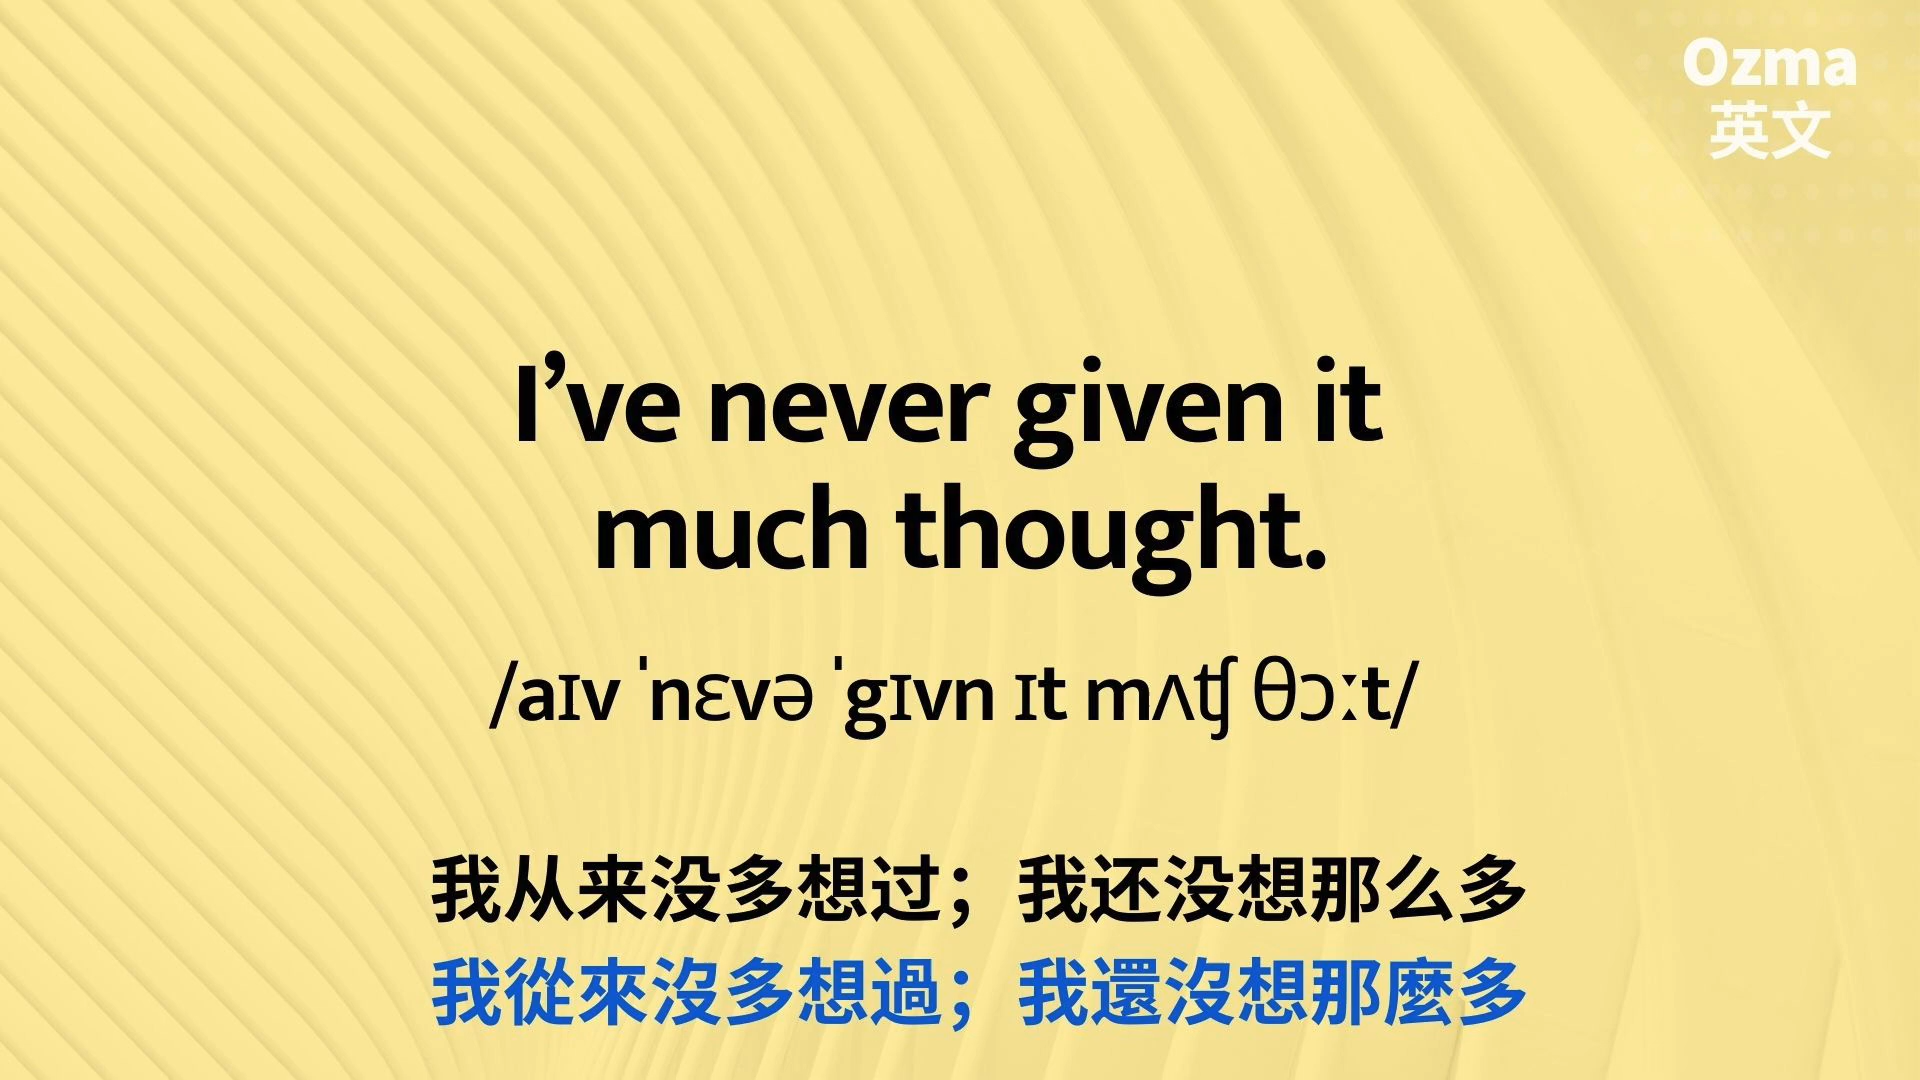 Ozma
英文
I’ve never given it
much thought.
/aɪv ˈnɛvə ˈgɪvn ɪt mʌʧ θɔːt/
我从来没多想过；我还没想那么多
我從來沒多想過；我還沒想那麼多